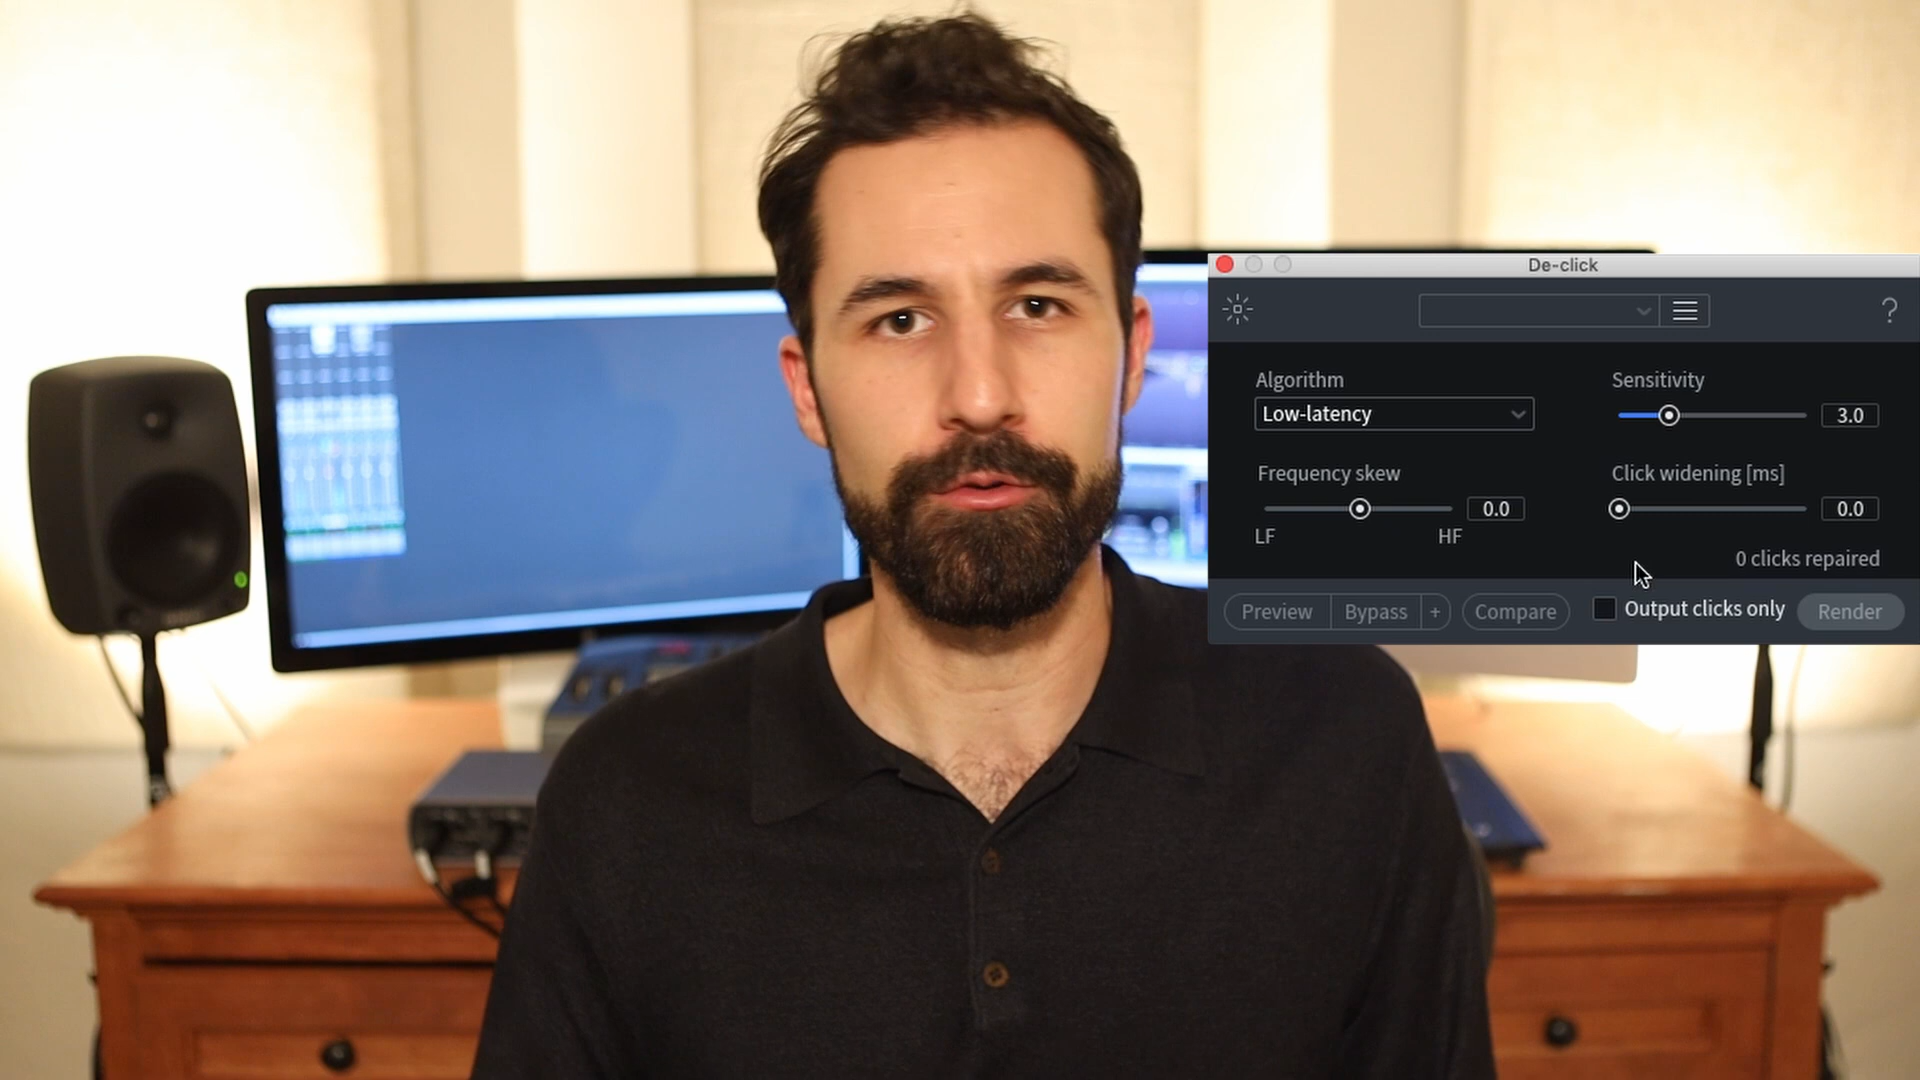 De-click
?
Algorithm
Sensitivity
Low-latency
3.0
Frequency skew
Click widening [ms]
0.0
0.0
LF
HF
0 clicks repaired
Preview
Bypass
+
Compare
Output clicks only
Render